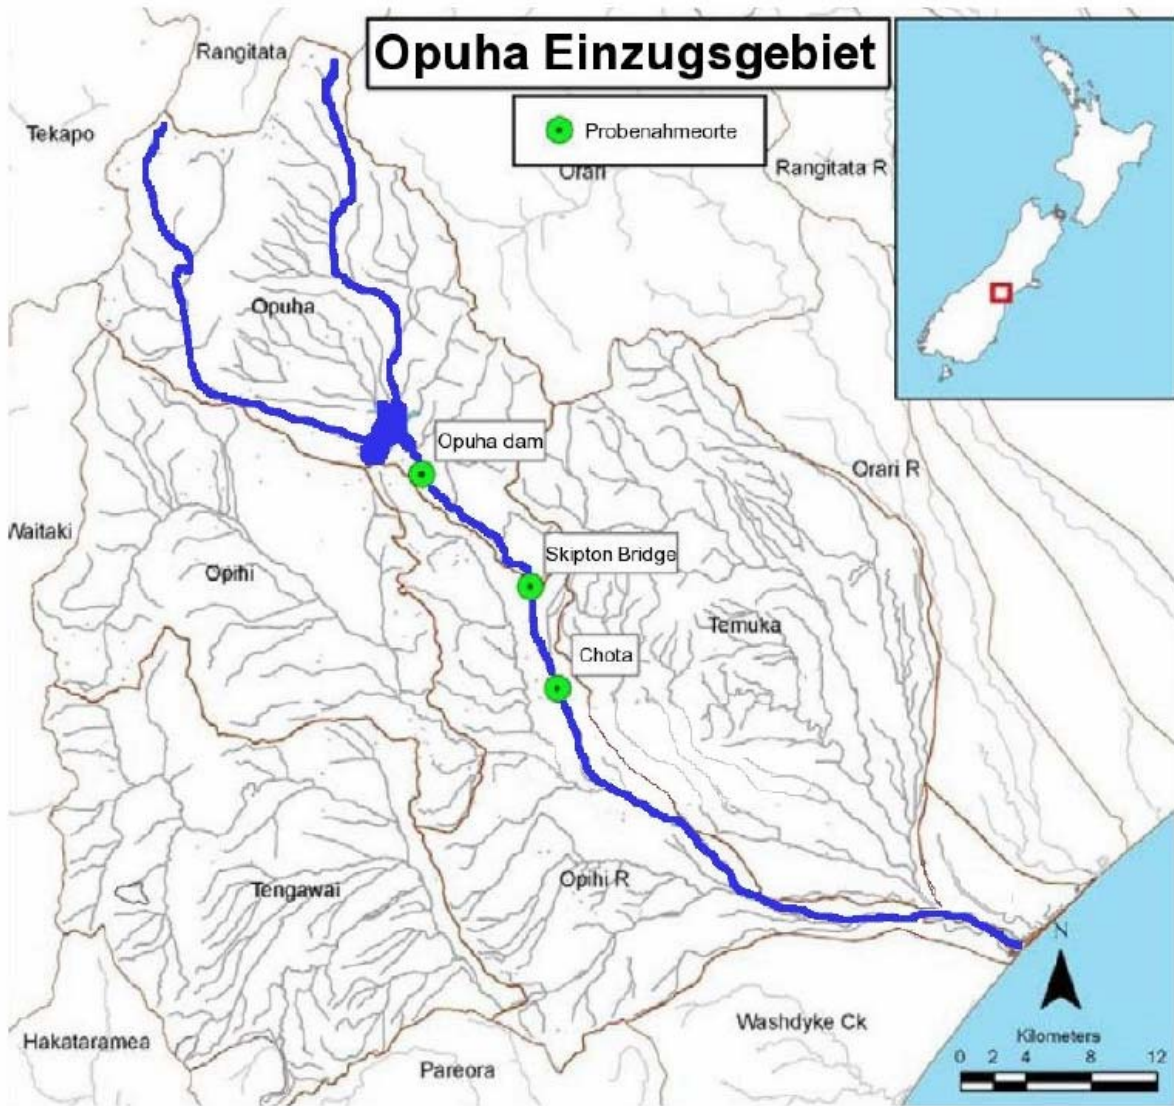 Opuha Einzugsgebiet
Probenahmeorte
Rangitata
Tekapo
Orari
Rangitata R
Opuha
Opuha dam
Orari R
Waitaki
Skipton Bridge
Opihi
Temuka
Chota
Tengawai
Opihi R
N
Washdyke Ck
Kilometers
0 2 4 8 12
Hakataramea
Pareora